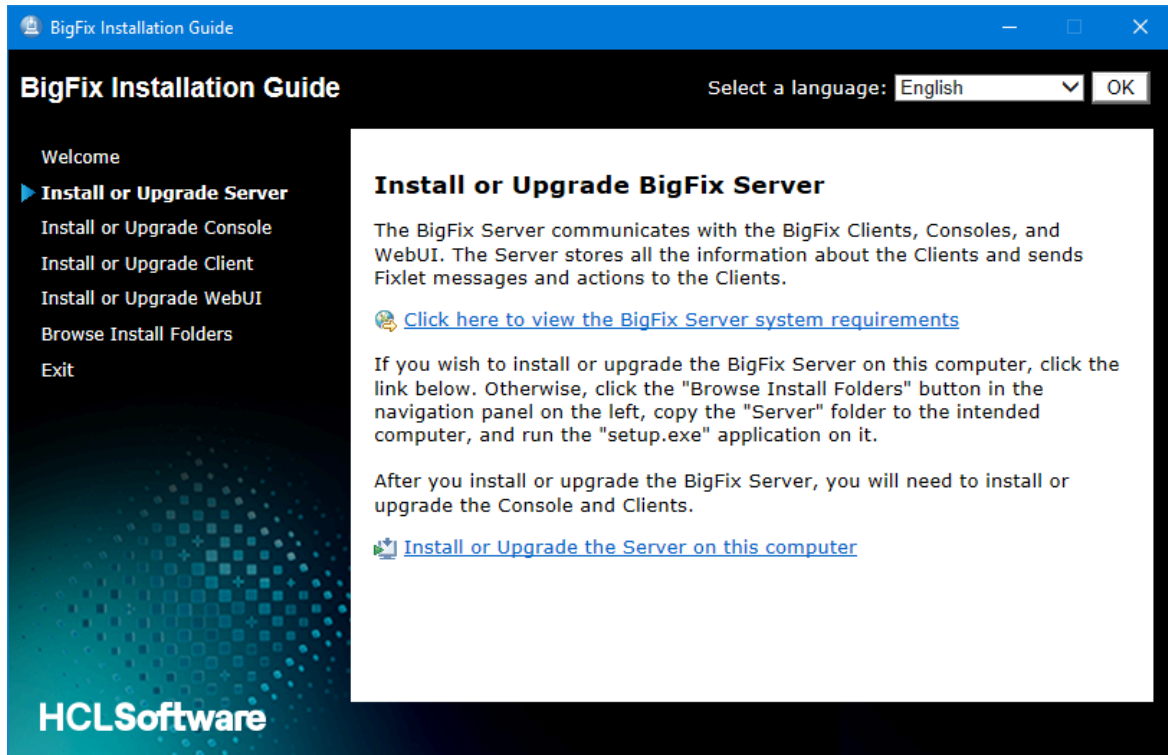 BigFix Installation Guide
BigFix Installation Guide
Select a language: English OK
Welcome
Install or Upgrade Server
Install or Upgrade Console
Install or Upgrade Client
Install or Upgrade WebUI
Browse Install Folders
Exit
Install or Upgrade BigFix Server
The BigFix Server communicates with the BigFix Clients, Consoles, and
WebUI. The Server stores all the information about the Clients and sends
Fixlet messages and actions to the Clients.
Click here to view the BigFix Server system requirements
If you wish to install or upgrade the BigFix Server on this computer, click the
link below. Otherwise, click the "Browse Install Folders" button in the
navigation panel on the left, copy the "Server" folder to the intended
computer, and run the "setup.exe" application on it.
After you install or upgrade the BigFix Server, you will need to install or
upgrade the Console and Clients.
Install or Upgrade the Server on this computer
HCLSoftware